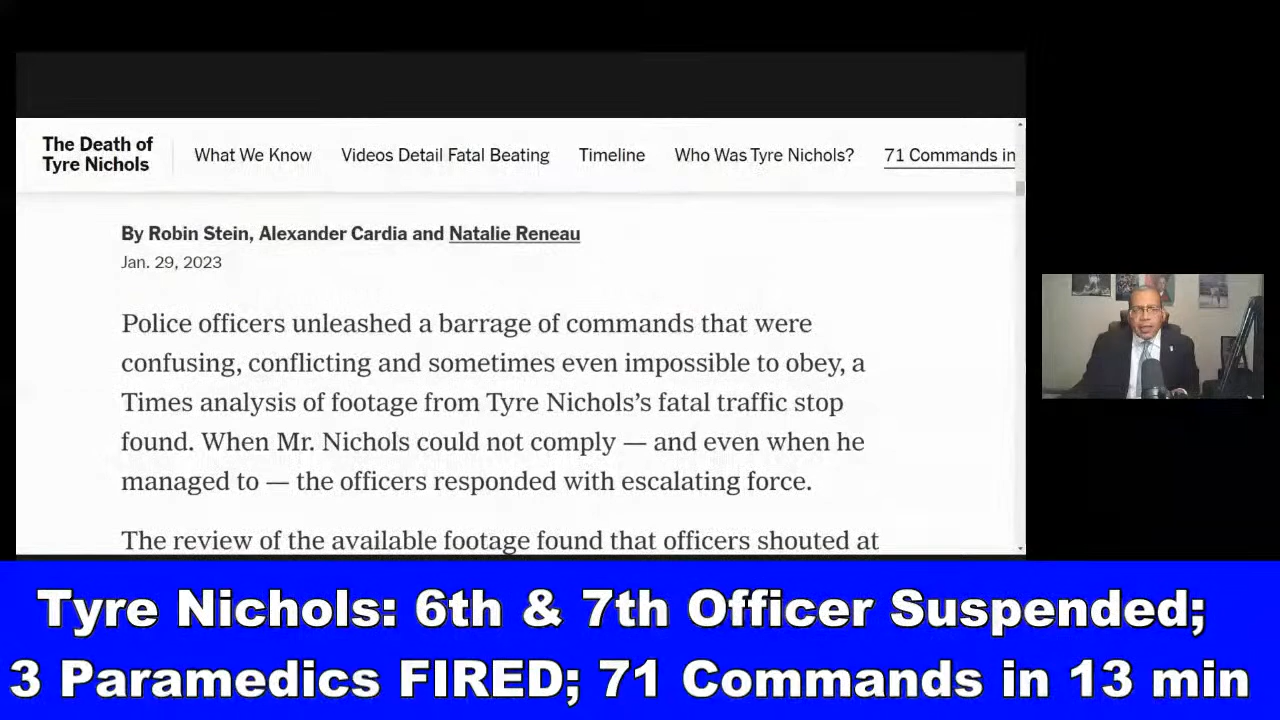 The Death of
Tyre Nichols
What We Know
Videos Detail Fatal Beating
Timeline
Who Was Tyre Nichols?
71 Commands in
By Robin Stein, Alexander Cardia and Natalie Reneau
Jan. 29, 2023
Police officers unleashed a barrage of commands that were
confusing, conflicting and sometimes even impossible to obey, a
Times analysis of footage from Tyre Nichols’s fatal traffic stop
found. When Mr. Nichols could not comply — and even when he
managed to — the officers responded with escalating force.
The review of the available footage found that officers shouted at
Tyre Nichols: 6th & 7th Officer Suspended;
3 Paramedics FIRED; 71 Commands in 13 min